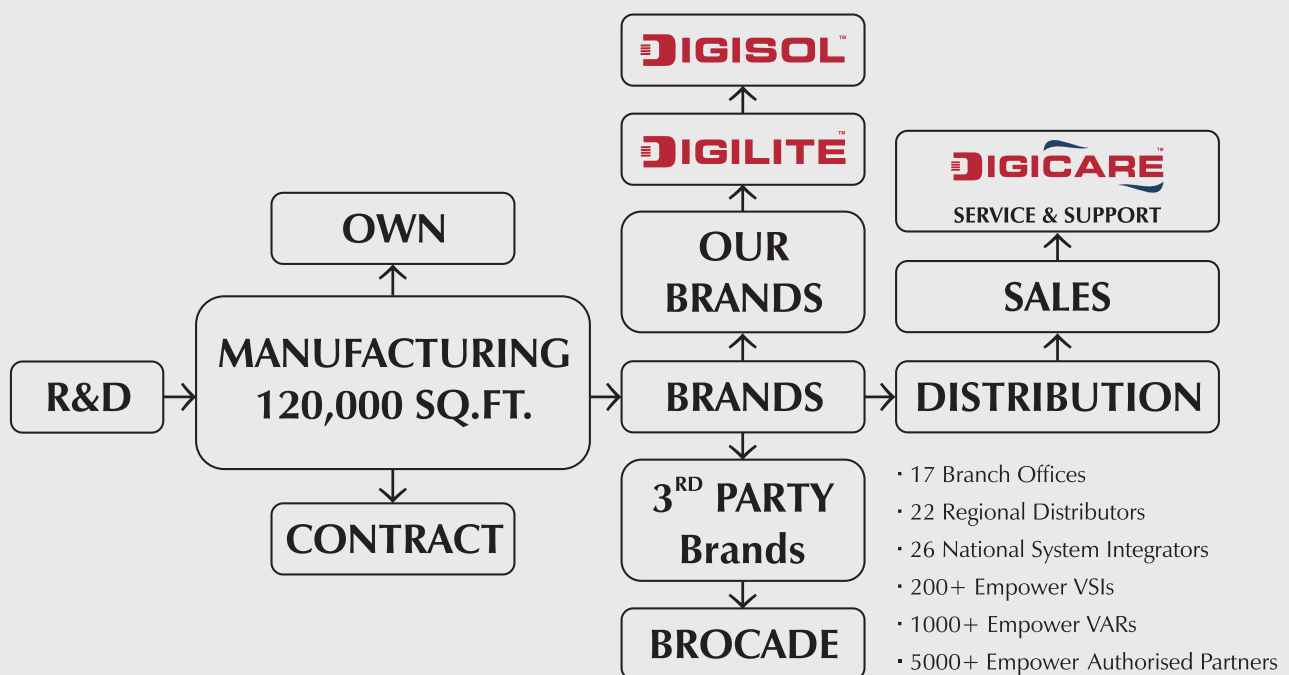 DIGISOL™
DIGILITE™
DIGICARE™
SERVICE & SUPPORT
OWN
OUR
BRANDS
SALES
MANUFACTURING
120,000 SQ.FT.
R&D
BRANDS
DISTRIBUTION
CONTRACT
3RD PARTY
Brands
BROCADE
· 17 Branch Offices
· 22 Regional Distributors
· 26 National System Integrators
· 200+ Empower VSIs
· 1000+ Empower VARs
· 5000+ Empower Authorised Partners